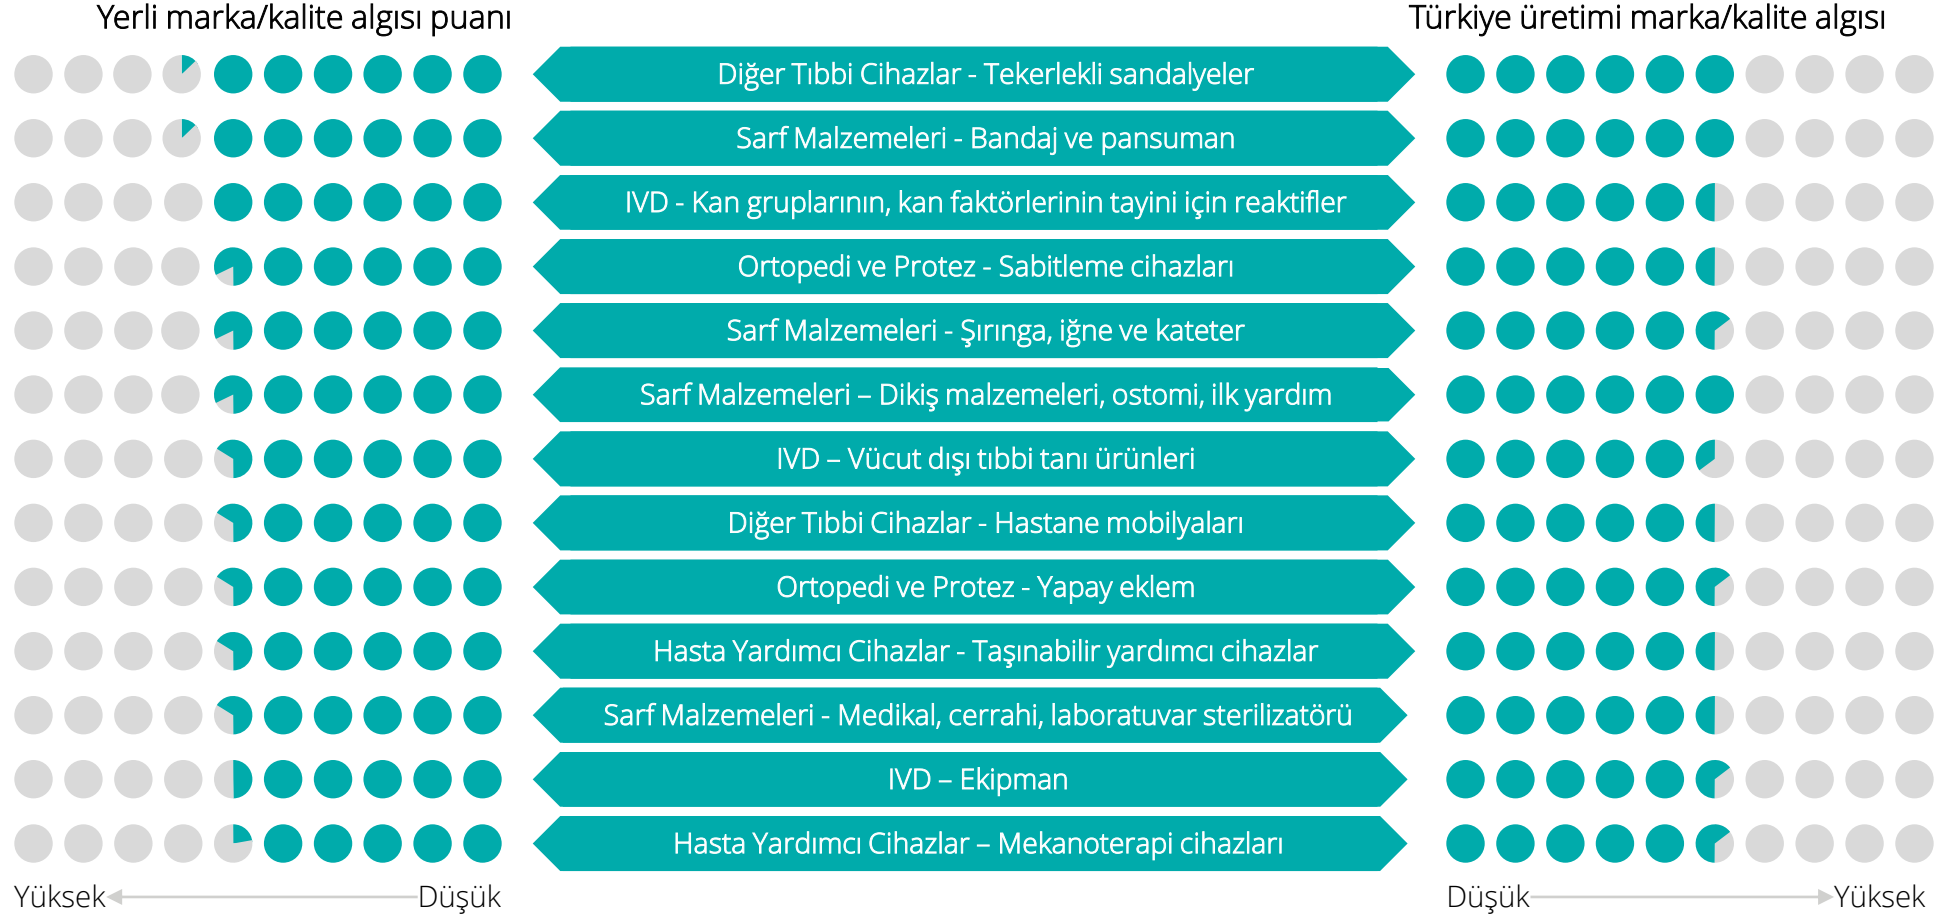 Yerli marka/kalite algısı puanı
Türkiye üretimi marka/kalite algısı
Diğer Tıbbi Cihazlar - Tekerlekli sandalyeler
Sarf Malzemeleri - Bandaj ve pansuman
IVD - Kan gruplarının, kan faktörlerinin tayini için reaktifler
Ortopedi ve Protez - Sabitleme cihazları
Sarf Malzemeleri - Şırınga, iğne ve kateter
Sarf Malzemeleri – Dikiş malzemeleri, ostomi, ilk yardım
IVD – Vücut dışı tıbbi tanı ürünleri
Diğer Tıbbi Cihazlar - Hastane mobilyaları
Ortopedi ve Protez - Yapay eklem
Hasta Yardımcı Cihazlar - Taşınabilir yardımcı cihazlar
Sarf Malzemeleri - Medikal, cerrahi, laboratuvar sterilizatörü
IVD – Ekipman
Hasta Yardımcı Cihazlar – Mekanoterapi cihazları
Yüksek Düşük
Düşük Yüksek